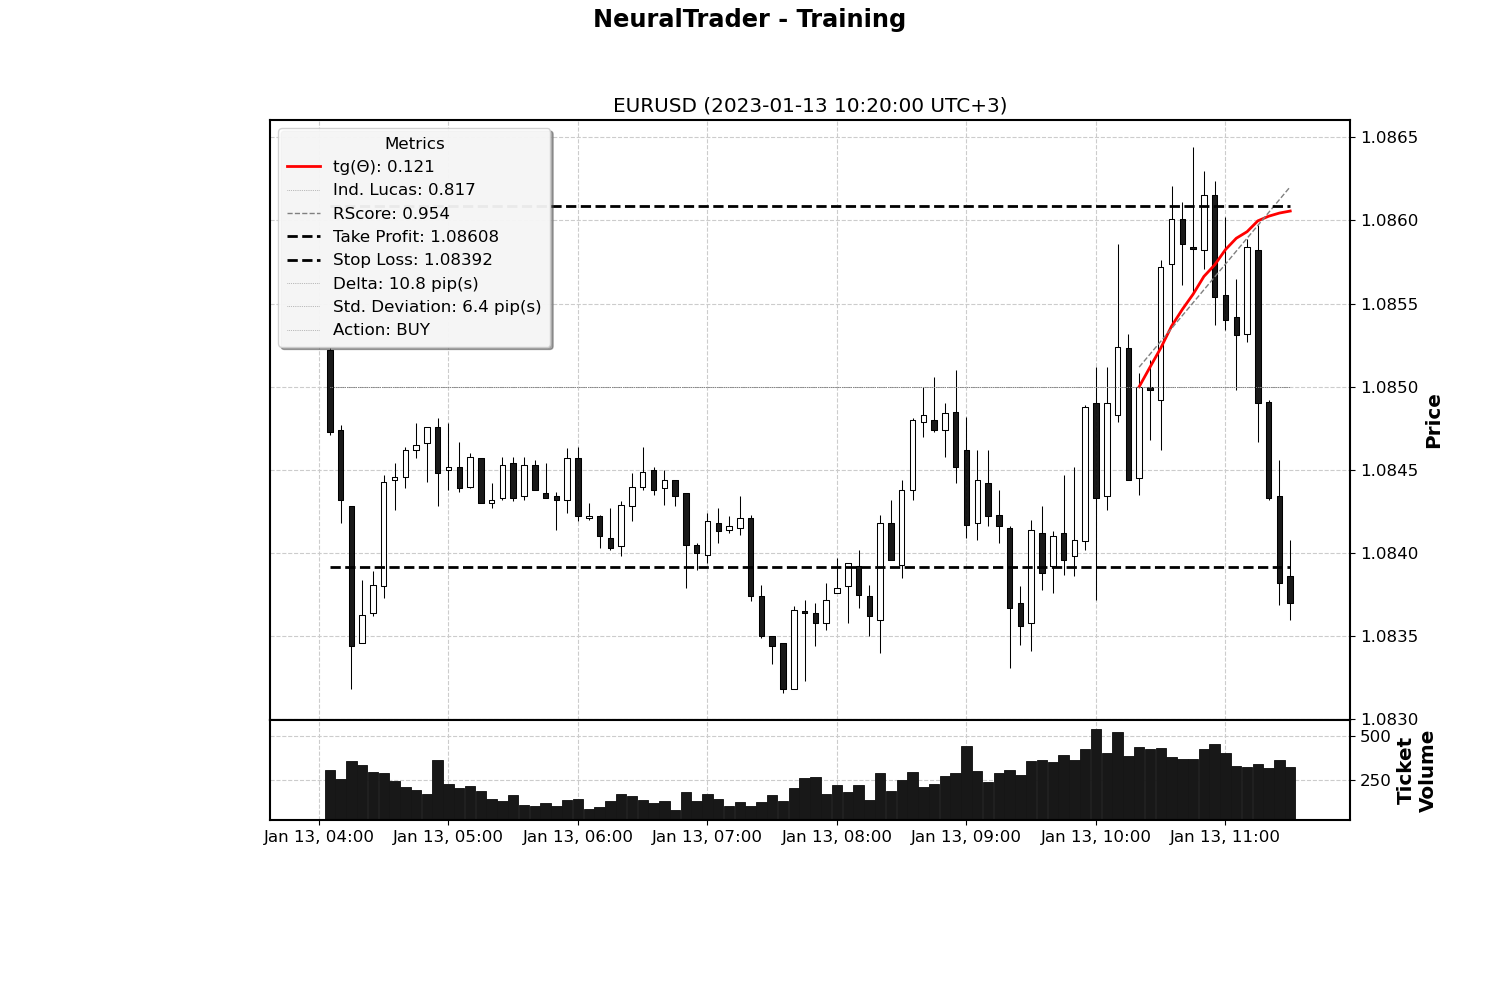 NeuralTrader - Training
EURUSD (2023-01-13 10:20:00 UTC+3)
Metrics
tg(Θ): 0.121
Ind. Lucas: 0.817
RScore: 0.954
Take Profit: 1.08608
Stop Loss: 1.08392
Delta: 10.8 pip(s)
Std. Deviation: 6.4 pip(s)
Action: BUY
1.0865
1.0860
1.0855
1.0850
1.0845
1.0840
1.0835
1.0830
Price
500
250
Ticket
Volume
Jan 13, 04:00
Jan 13, 05:00
Jan 13, 06:00
Jan 13, 07:00
Jan 13, 08:00
Jan 13, 09:00
Jan 13, 10:00
Jan 13, 11:00